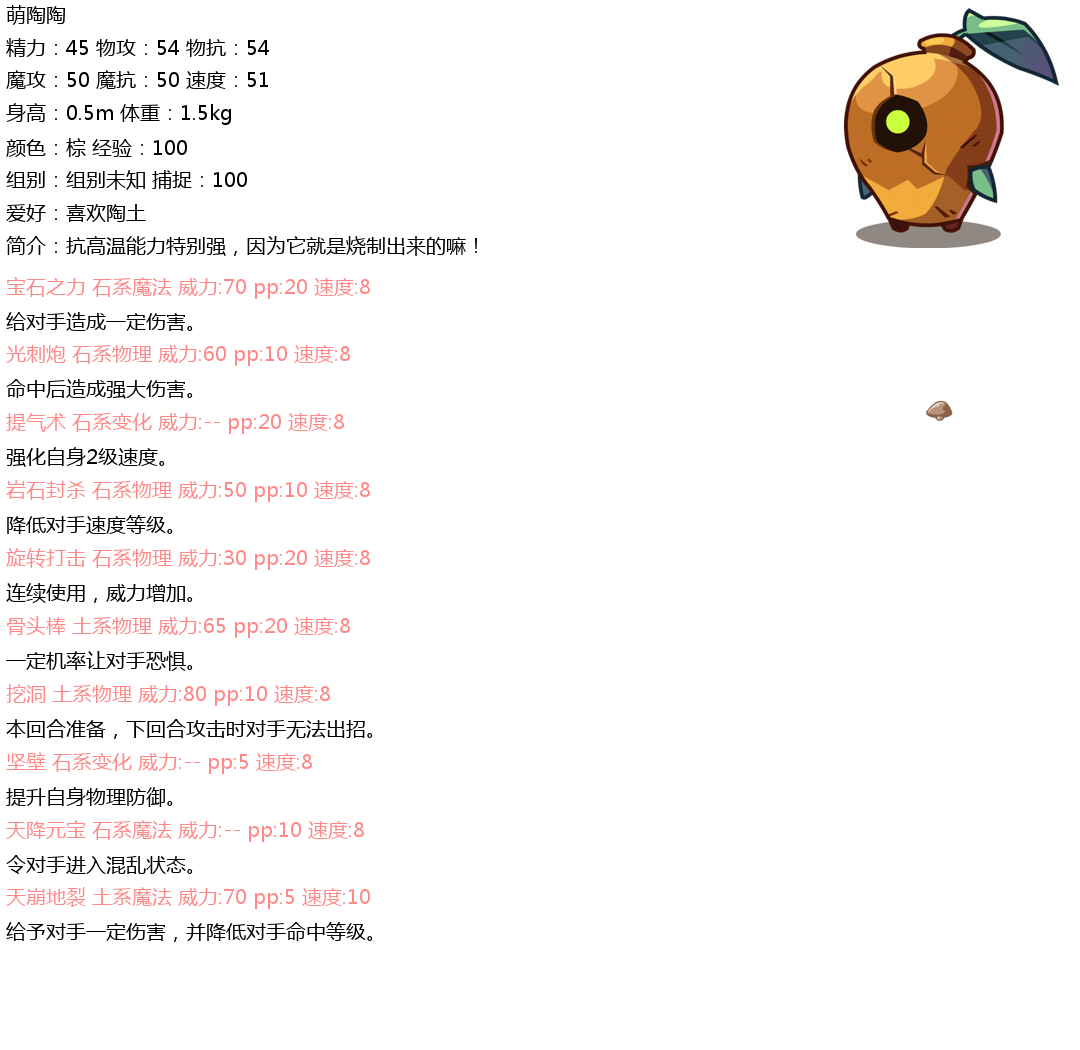 萌陶陶
精力：45 物攻：54 物抗：54
魔攻：50 魔抗：50 速度：51
身高：0.5m 体重：1.5kg
颜色：棕 经验：100
组别：组别未知 捕捉：100
爱好：喜欢陶土
简介：抗高温能力特别强，因为它就是烧制出来的嘛！
宝石之力 石系魔法 威力:70 pp:20 速度:8
给对手造成一定伤害。
光刺炮 石系物理 威力:60 pp:10 速度:8
命中后造成强大伤害。
提气术 石系变化 威力:-- pp:20 速度:8
强化自身2级速度。
岩石封杀 石系物理 威力:50 pp:10 速度:8
降低对手速度等级。
旋转打击 石系物理 威力:30 pp:20 速度:8
连续使用，威力增加。
骨头棒 土系物理 威力:65 pp:20 速度:8
一定机率让对手恐惧。
挖洞 土系物理 威力:80 pp:10 速度:8
本回合准备，下回合攻击时对手无法出招。
坚壁 石系变化 威力:-- pp:5 速度:8
提升自身物理防御。
天降元宝 石系魔法 威力:-- pp:10 速度:8
令对手进入混乱状态。
天崩地裂 土系魔法 威力:70 pp:5 速度:10
给予对手一定伤害，并降低对手命中等级。